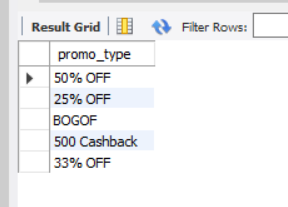 Result Grid Filter Rows:
promo_type
50% OFF
25% OFF
BOGOF
500 Cashback
33% OFF